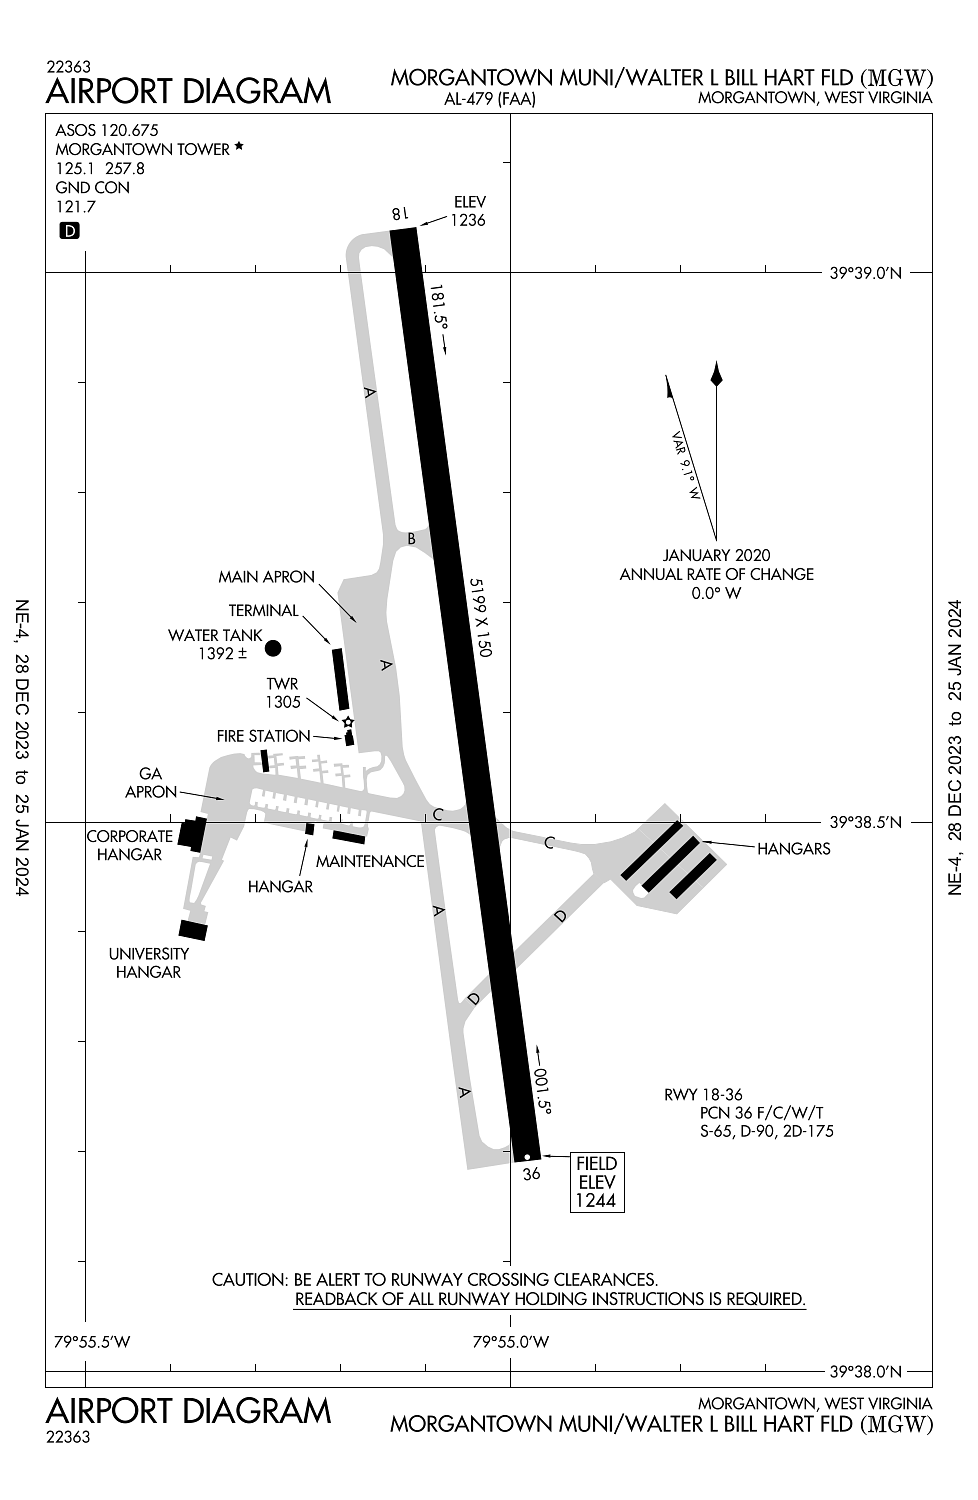 22363
AIRPORT DIAGRAM
MORGANTOWN MUNI/WALTER L BILL HART FLD (MGW)
AL-479 (FAA)
MORGANTOWN, WEST VIRGINIA
ASOS 120.675
MORGANTOWN TOWER ★
125.1 257.8
GND CON
121.7
D
18
ELEV
1236
39°39.0'N
181.5°
A
VAR 9.1° W
B
JANUARY 2020
ANNUAL RATE OF CHANGE
0.0° W
MAIN APRON
5199 X 150
TERMINAL
WATER TANK
1392 ±
A
TWR
1305
FIRE STATION
GA
APRON
C
39°38.5'N
CORPORATE
HANGAR
C
HANGARS
MAINTENANCE
HANGAR
A
D
UNIVERSITY
HANGAR
D
A
001.5°
RWY 18-36
PCN 36 F/C/W/T
S-65, D-90, 2D-175
36
FIELD
ELEV
1244
CAUTION: BE ALERT TO RUNWAY CROSSING CLEARANCES.
READBACK OF ALL RUNWAY HOLDING INSTRUCTIONS IS REQUIRED.
79°55.5'W
79°55.0'W
39°38.0'N
NE-4, 28 DEC 2023 to 25 JAN 2024
NE-4, 28 DEC 2023 to 25 JAN 2024
AIRPORT DIAGRAM
22363
MORGANTOWN, WEST VIRGINIA
MORGANTOWN MUNI/WALTER L BILL HART FLD (MGW)